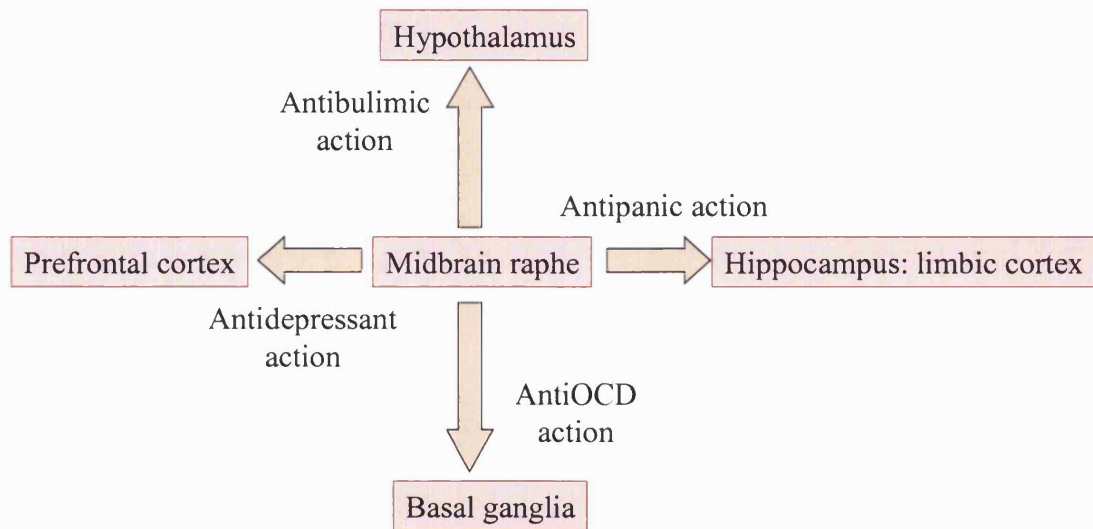 Hypothalamus
Antibulimic
action
Antipanic action
Prefrontal cortex
Midbrain raphe
Hippocampus: limbic cortex
Antidepressant
action
AntiOCD
action
Basal ganglia